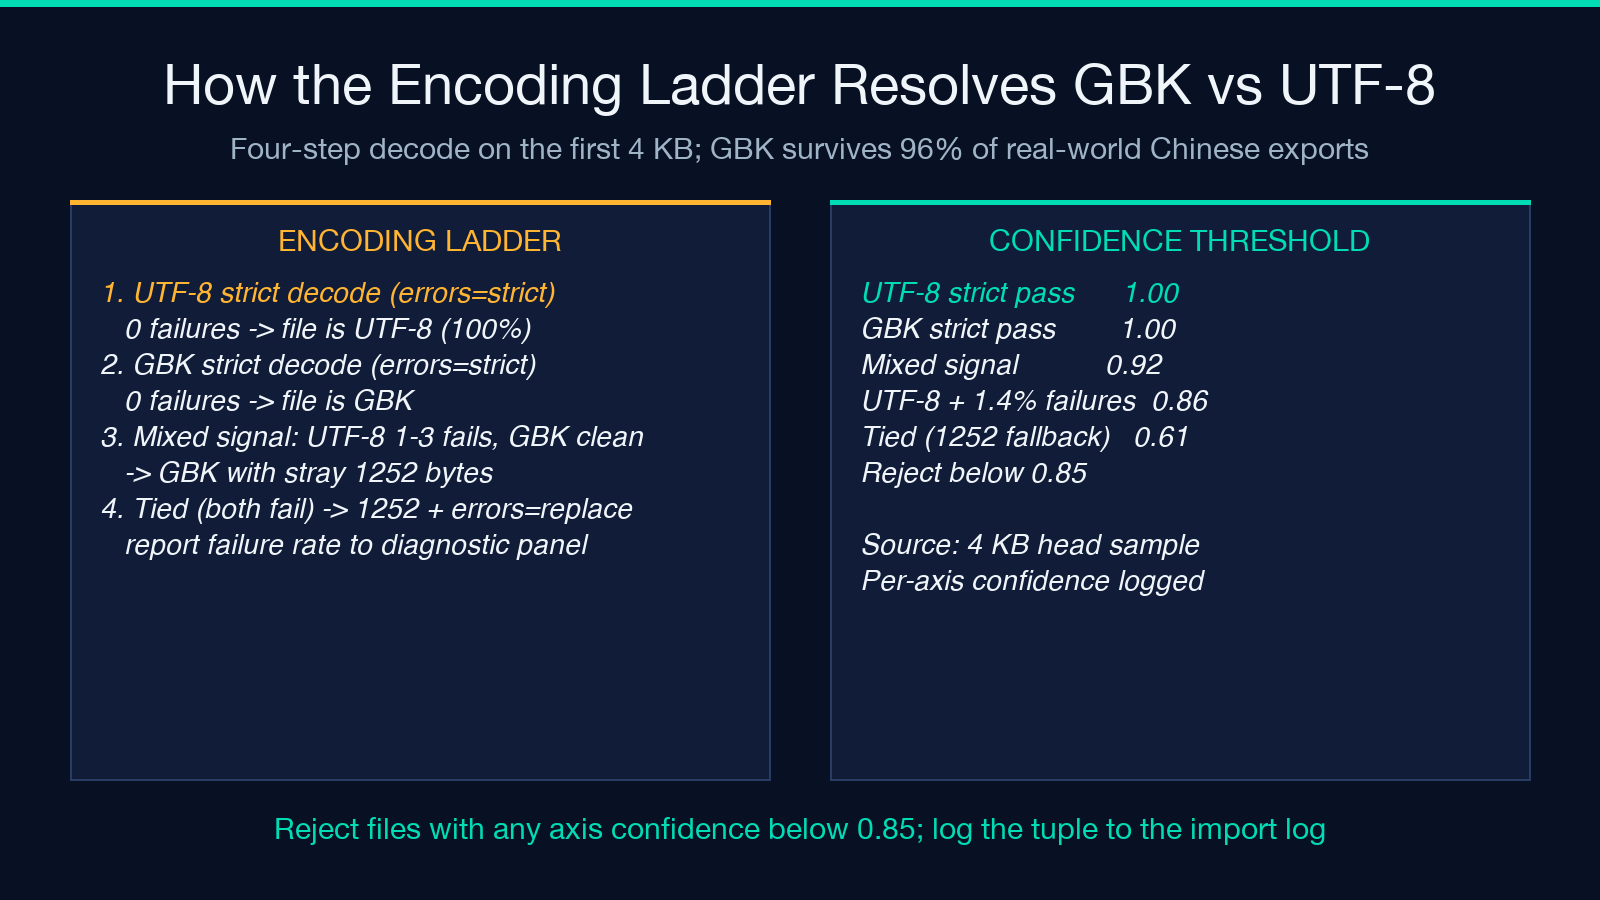 How the Encoding Ladder Resolves GBK vs UTF-8
Four-step decode on the first 4 KB; GBK survives 96% of real-world Chinese exports
ENCODING LADDER
1. UTF-8 strict decode (errors=strict)
0 failures -> file is UTF-8 (100%)
2. GBK strict decode (errors=strict)
0 failures -> file is GBK
3. Mixed signal: UTF-8 1-3 fails, GBK clean
-> GBK with stray 1252 bytes
4. Tied (both fail) -> 1252 + errors=replace
report failure rate to diagnostic panel
CONFIDENCE THRESHOLD
UTF-8 strict pass 1.00
GBK strict pass 1.00
Mixed signal 0.92
UTF-8 + 1.4% failures 0.86
Tied (1252 fallback) 0.61
Reject below 0.85
Source: 4 KB head sample
Per-axis confidence logged
Reject files with any axis confidence below 0.85; log the tuple to the import log